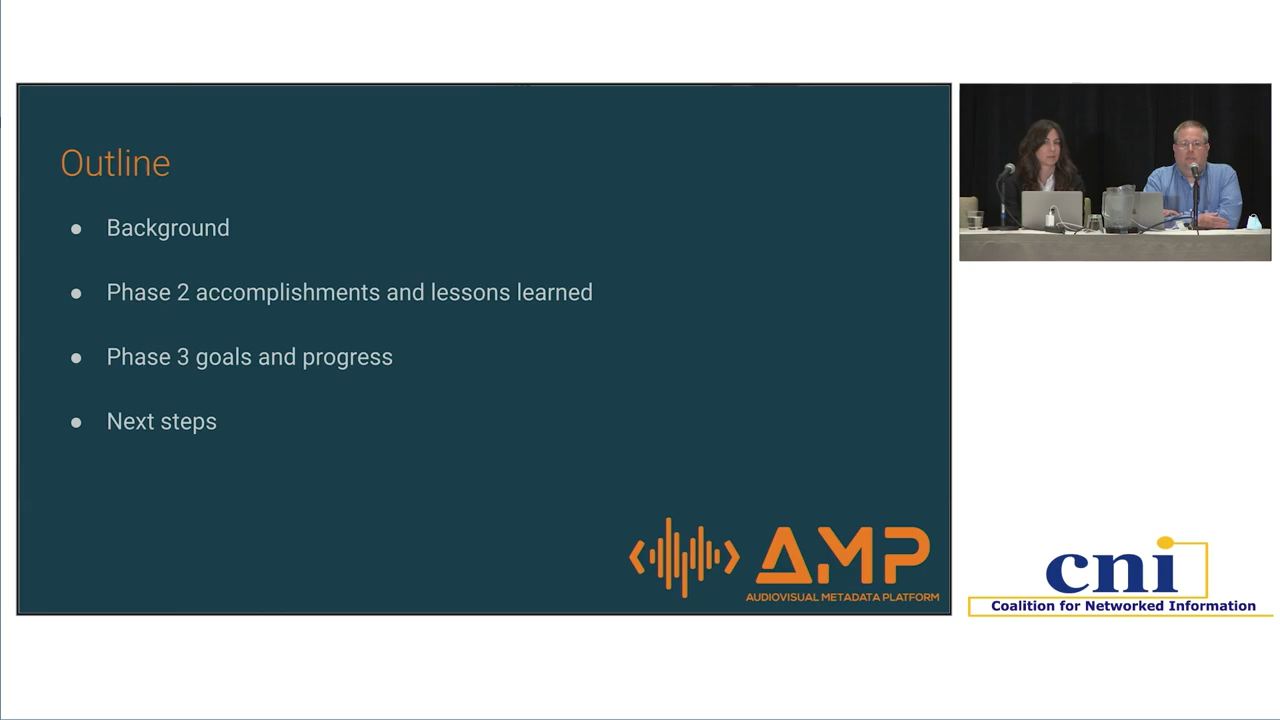 Outline
● Background
● Phase 2 accomplishments and lessons learned
● Phase 3 goals and progress
● Next steps
AMP
AUDIOVISUAL METADATA PLATFORM
cni
Coalition for Networked Information